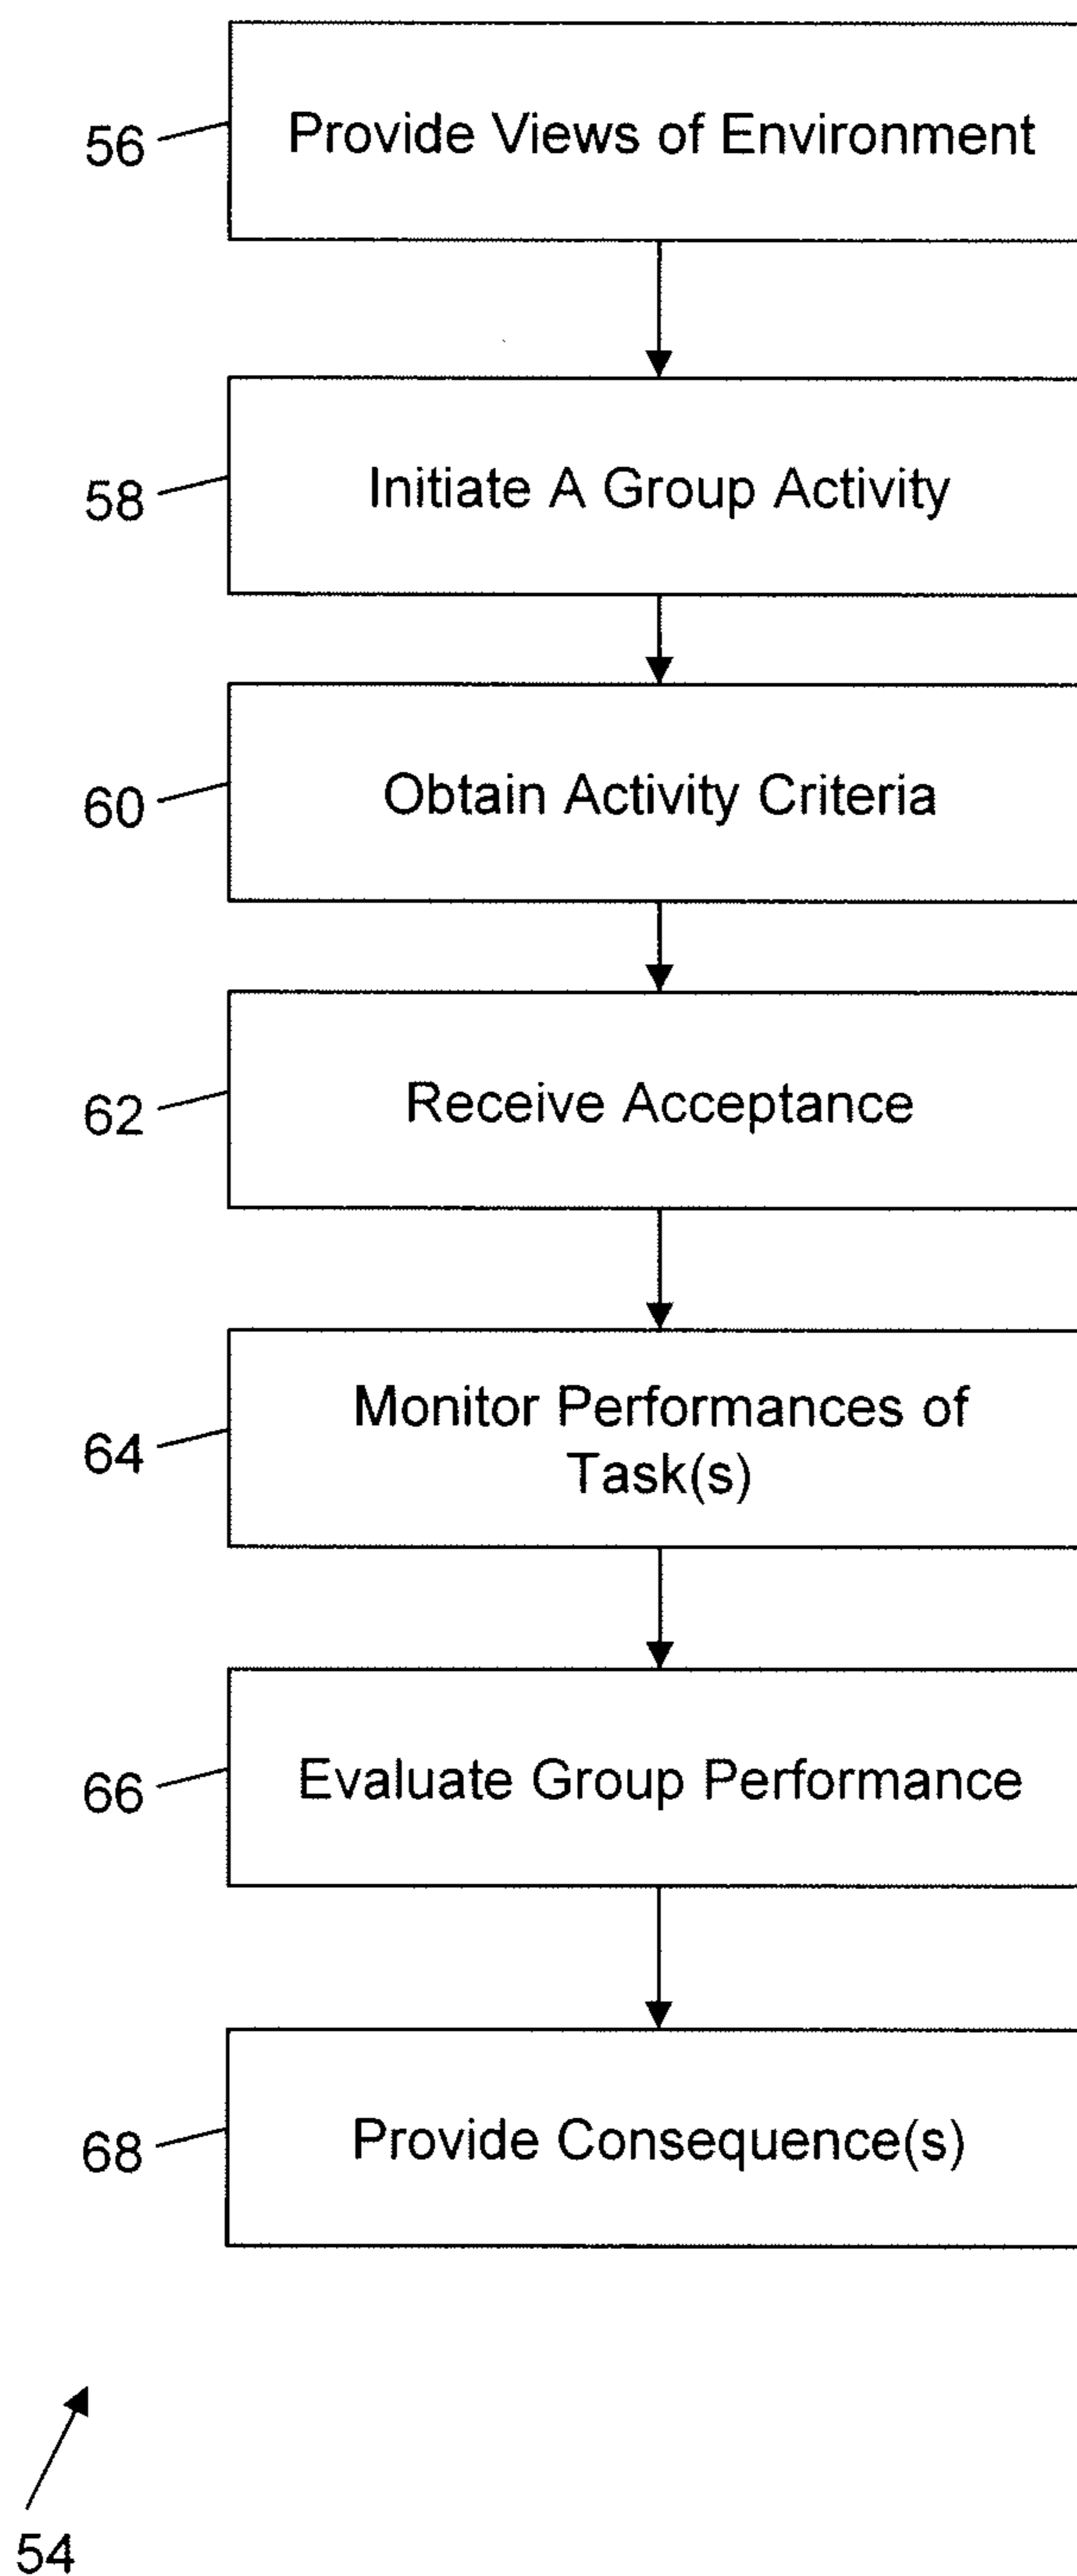 56
Provide Views of Environment
58
Initiate A Group Activity
60
Obtain Activity Criteria
62
Receive Acceptance
64
Monitor Performances of
Task(s)
66
Evaluate Group Performance
68
Provide Consequence(s)
54